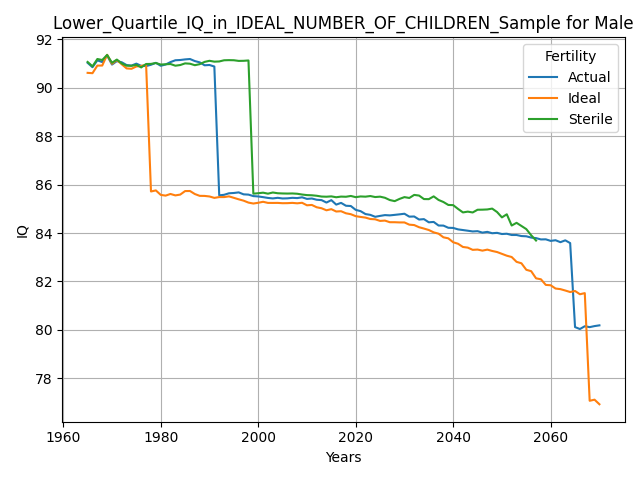 Lower_Quartile_IQ_in_IDEAL_NUMBER_OF_CHILDREN_Sample for Male
Fertility
Actual
Ideal
Sterile
92
90
88
86
84
82
80
78
IQ
1960 1980 2000 2020 2040 2060
Years